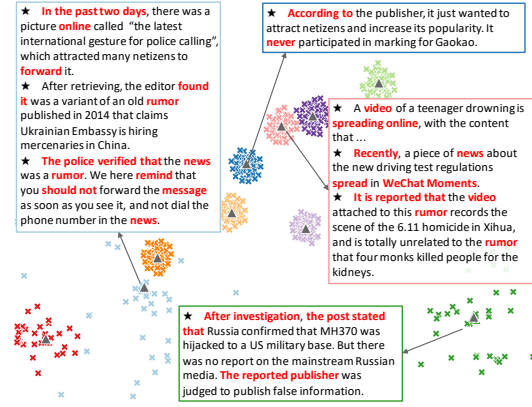 ★ In the past two days, there was a
picture online called “the latest
international gesture for police calling”,
which attracted many netizens to
forward it.
★ After retrieving, the editor found
it was a variant of an old rumor
published in 2014 that claims
Ukrainian Embassy is hiring
mercenaries in China.
★ The police verified that the news
was a rumor. We here remind that
you should not forward the message
as soon as you see it, and not dial the
phone number in the news.
★ According to the publisher, it just wanted to
attract netizens and increase its popularity. It
never participated in marking for Gaokao.
★ A video of a teenager drowning is
spreading online, with the content
that ...
★ Recently, a piece of news about
the new driving test regulations
spread in WeChat Moments.
★ It is reported that the video
attached to this rumor records the
scene of the 6.11 homicide in Xihua,
and is totally unrelated to the rumor
that four monks killed people for the
kidneys.
★ After investigation, the post stated
that Russia confirmed that MH370 was
hijacked to a US military base. But there
was no report on the mainstream Russian
media. The reported publisher was
judged to publish false information.